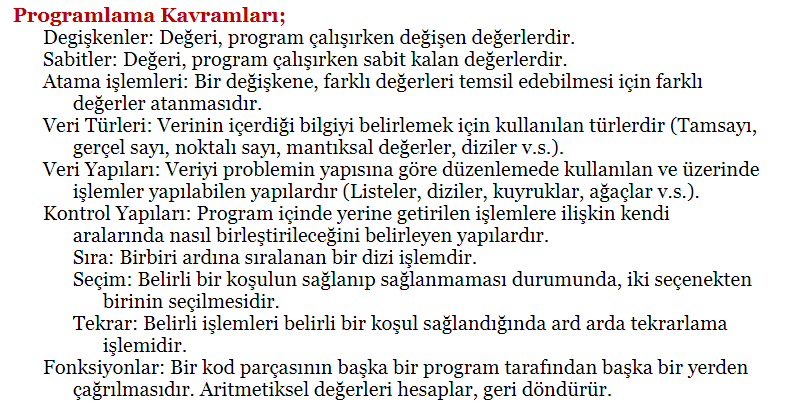 Programlama Kavramları;
Degişkenler: Değeri, program çalışırken değişen değerlerdir.
Sabitler: Değeri, program çalışırken sabit kalan değerlerdir.
Atama işlemleri: Bir değişkene, farklı değerleri temsil edebilmesi için farklı
değerler atanmasıdır.
Veri Türleri: Verinin içerdiği bilgiyi belirlemek için kullanılan türlerdir (Tamsayı,
gerçel sayı, noktalı sayı, mantıksal değerler, diziler v.s.).
Veri Yapıları: Veriyi problemin yapısına göre düzenlemede kullanılan ve üzerinde
işlemler yapılabilen yapılardır (Listeler, diziler, kuyruklar, ağaçlar v.s.).
Kontrol Yapıları: Program içinde yerine getirilen işlemlere ilişkin kendi
aralarında nasıl birleştirileceğini belirleyen yapılardır.
Sıra: Birbiri ardına sıralanan bir dizi işlemdir.
Seçim: Belirli bir koşulun sağlanıp sağlanmaması durumunda, iki seçenekten
birinin seçilmesidir.
Tekrar: Belirli işlemleri belirli bir koşul sağlandığında ard arda tekrarlama
işlemidir.
Fonksiyonlar: Bir kod parçasının başka bir program tarafından başka bir yerden
çağrılmasıdır. Aritmetiksel değerleri hesaplar, geri döndürür.